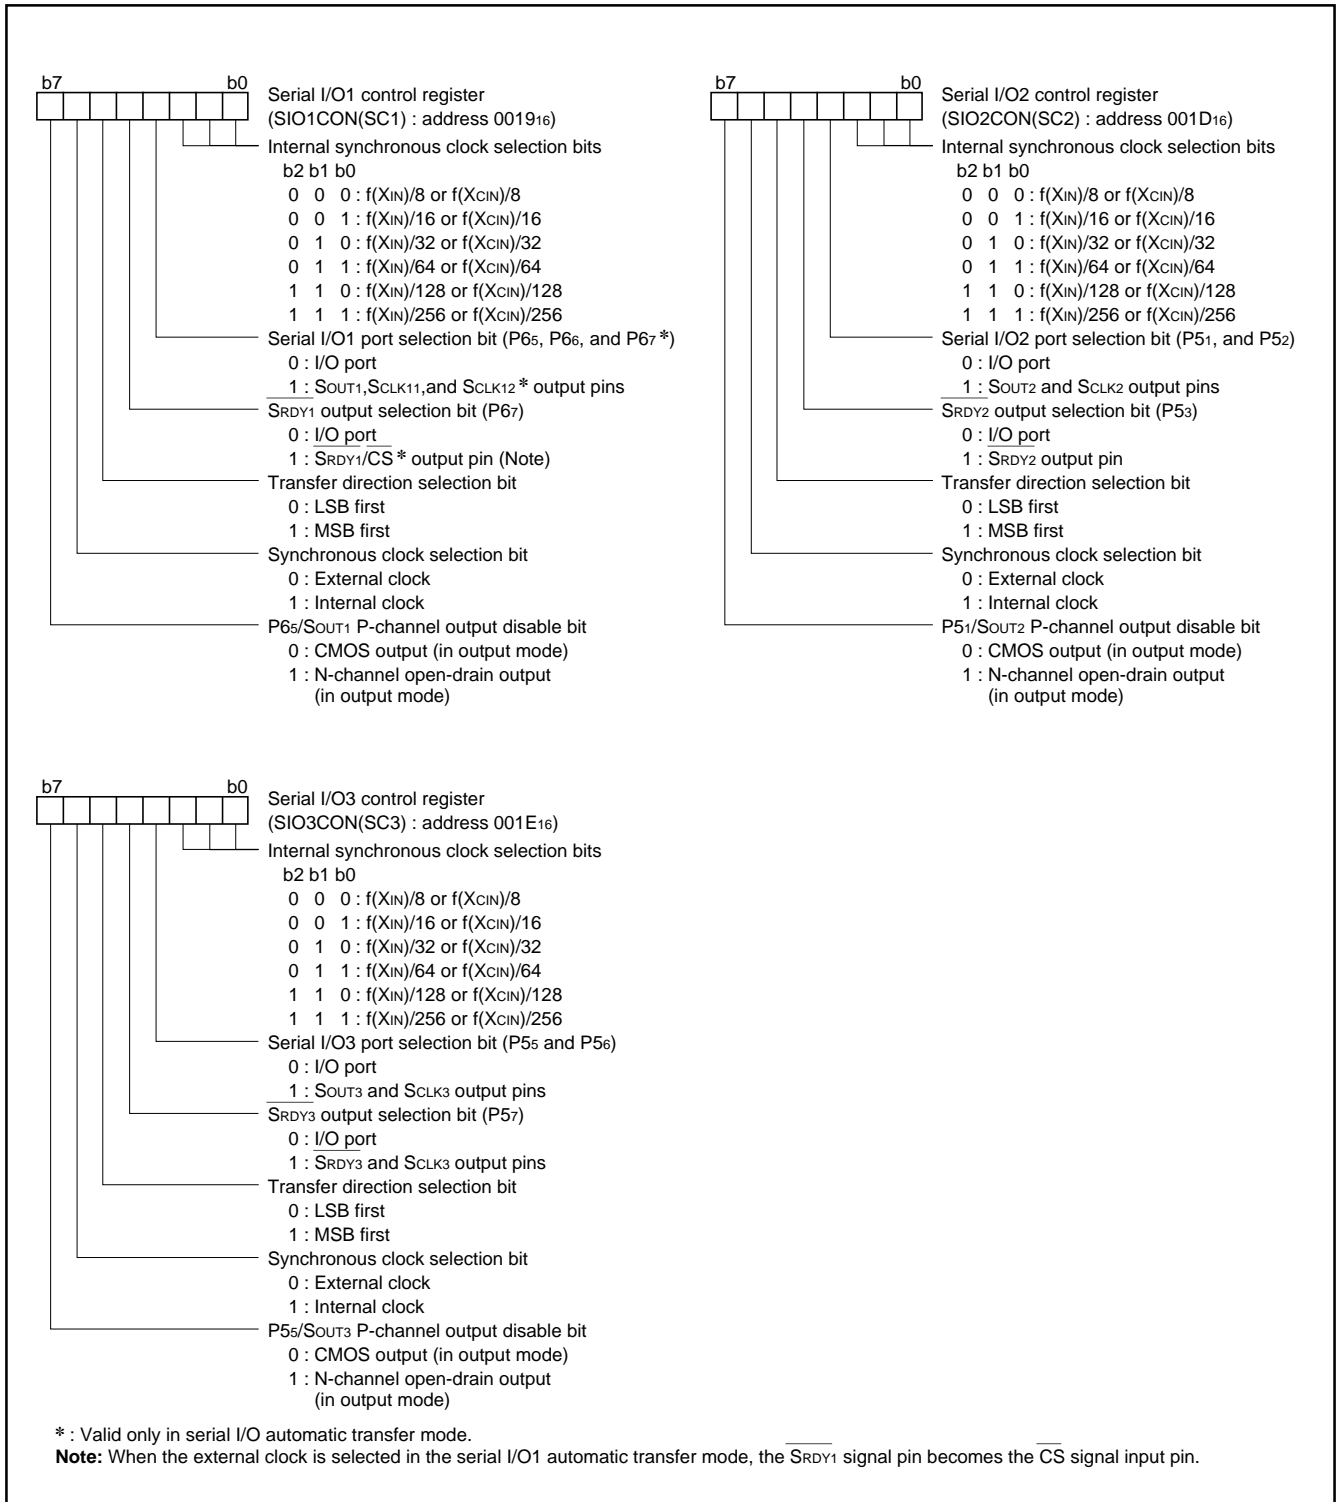 b7 b0
Serial I/O1 control register
(SIO1CON(SC1) : address 001916)
Internal synchronous clock selection bits
b2 b1 b0
0 0 0 : f(XIN)/8 or f(XCIN)/8
0 0 1 : f(XIN)/16 or f(XCIN)/16
0 1 0 : f(XIN)/32 or f(XCIN)/32
0 1 1 : f(XIN)/64 or f(XCIN)/64
1 1 0 : f(XIN)/128 or f(XCIN)/128
1 1 1 : f(XIN)/256 or f(XCIN)/256
Serial I/O1 port selection bit (P65, P66, and P67 *)
0 : I/O port
1 : SOUT1,SCLK11,and SCLK12 * output pins
SRDY1 output selection bit (P67)
0 : I/O port
1 : SRDY1/CS * output pin (Note)
Transfer direction selection bit
0 : LSB first
1 : MSB first
Synchronous clock selection bit
0 : External clock
1 : Internal clock
P65/SOUT1 P-channel output disable bit
0 : CMOS output (in output mode)
1 : N-channel open-drain output
(in output mode)
b7 b0
Serial I/O2 control register
(SIO2CON(SC2) : address 001D16)
Internal synchronous clock selection bits
b2 b1 b0
0 0 0 : f(XIN)/8 or f(XCIN)/8
0 0 1 : f(XIN)/16 or f(XCIN)/16
0 1 0 : f(XIN)/32 or f(XCIN)/32
0 1 1 : f(XIN)/64 or f(XCIN)/64
1 1 0 : f(XIN)/128 or f(XCIN)/128
1 1 1 : f(XIN)/256 or f(XCIN)/256
Serial I/O2 port selection bit (P51, and P52)
0 : I/O port
1 : SOUT2 and SCLK2 output pins
SRDY2 output selection bit (P53)
0 : I/O port
1 : SRDY2 output pin
Transfer direction selection bit
0 : LSB first
1 : MSB first
Synchronous clock selection bit
0 : External clock
1 : Internal clock
P51/SOUT2 P-channel output disable bit
0 : CMOS output (in output mode)
1 : N-channel open-drain output
(in output mode)
b7 b0
Serial I/O3 control register
(SIO3CON(SC3) : address 001E16)
Internal synchronous clock selection bits
b2 b1 b0
0 0 0 : f(XIN)/8 or f(XCIN)/8
0 0 1 : f(XIN)/16 or f(XCIN)/16
0 1 0 : f(XIN)/32 or f(XCIN)/32
0 1 1 : f(XIN)/64 or f(XCIN)/64
1 1 0 : f(XIN)/128 or f(XCIN)/128
1 1 1 : f(XIN)/256 or f(XCIN)/256
Serial I/O3 port selection bit (P55 and P56)
0 : I/O port
1 : SOUT3 and SCLK3 output pins
SRDY3 output selection bit (P57)
0 : I/O port
1 : SRDY3 and SCLK3 output pins
Transfer direction selection bit
0 : LSB first
1 : MSB first
Synchronous clock selection bit
0 : External clock
1 : Internal clock
P55/SOUT3 P-channel output disable bit
0 : CMOS output (in output mode)
1 : N-channel open-drain output
(in output mode)
* : Valid only in serial I/O automatic transfer mode.
Note: When the external clock is selected in the serial I/O1 automatic transfer mode, the SRDY1 signal pin becomes the CS signal input pin.